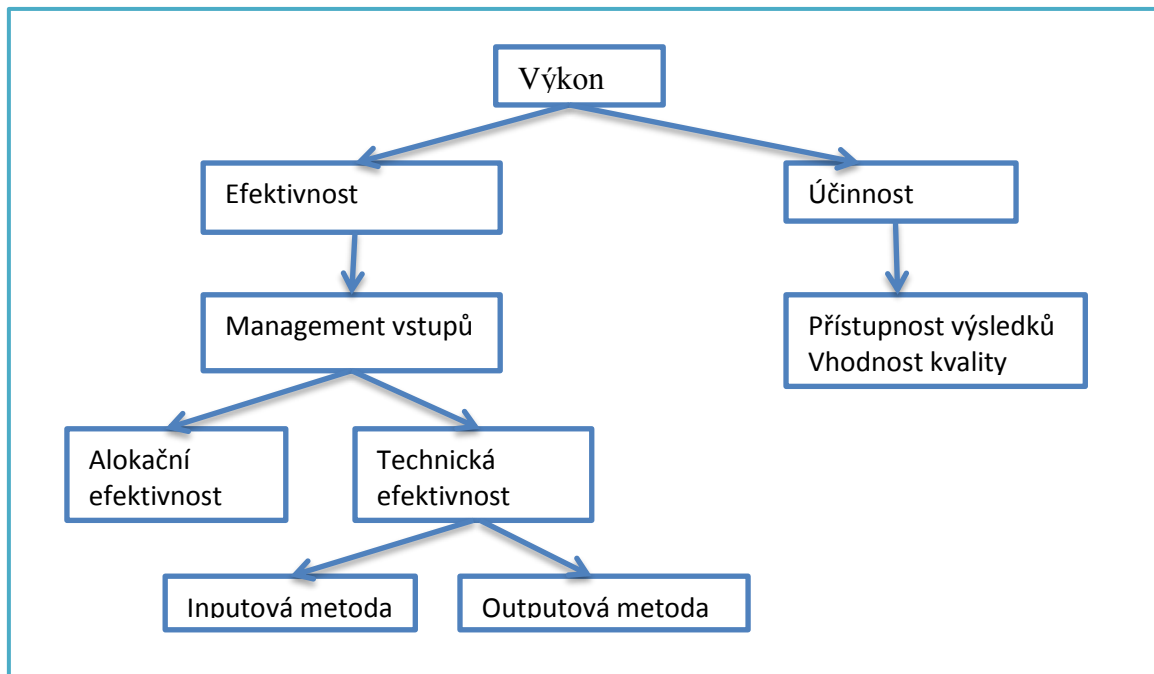 Výkon
Efektivnost
Účinnost
Management vstupů
Přístupnost výsledků
Vhodnost kvality
Alokační
efektivnost
Technická
efektivnost
Inputová metoda
Outputová metoda